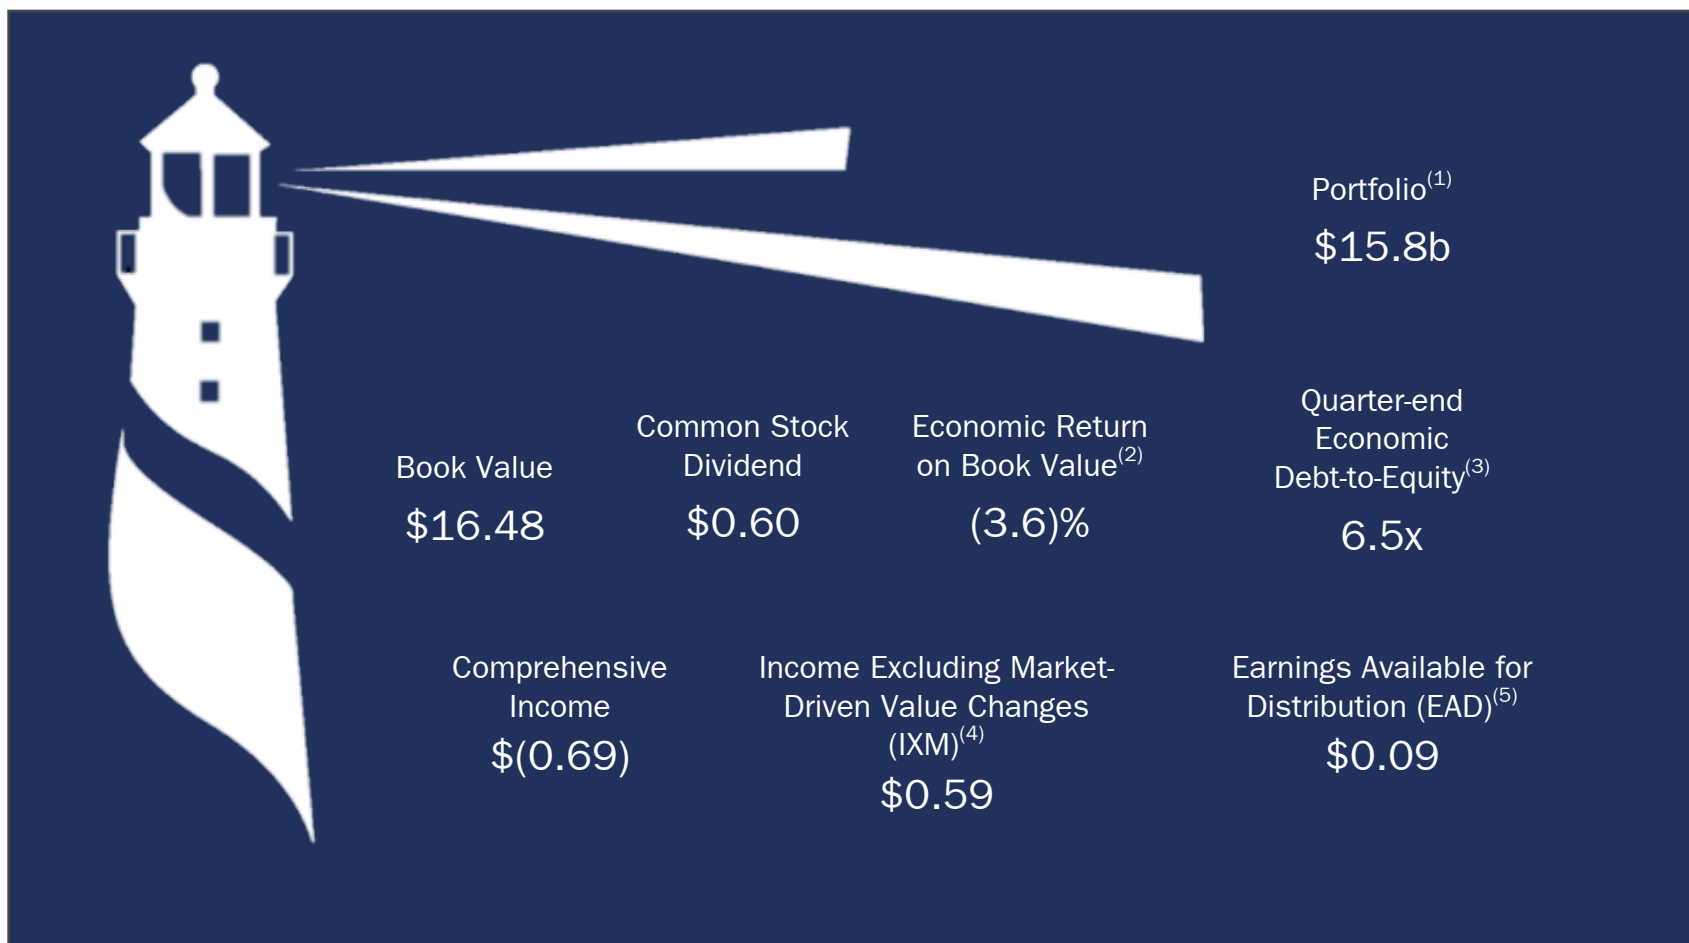 Portfolio(1)
$15.8b
Book Value
$16.48
Common Stock
Dividend
$0.60
Economic Return
on Book Value(2)
(3.6)%
Quarter-end
Economic
Debt-to-Equity(3)
6.5x
Comprehensive
Income
$(0.69)
Income Excluding Market-
Driven Value Changes
(IXM)(4)
$0.59
Earnings Available for
Distribution (EAD)(5)
$0.09